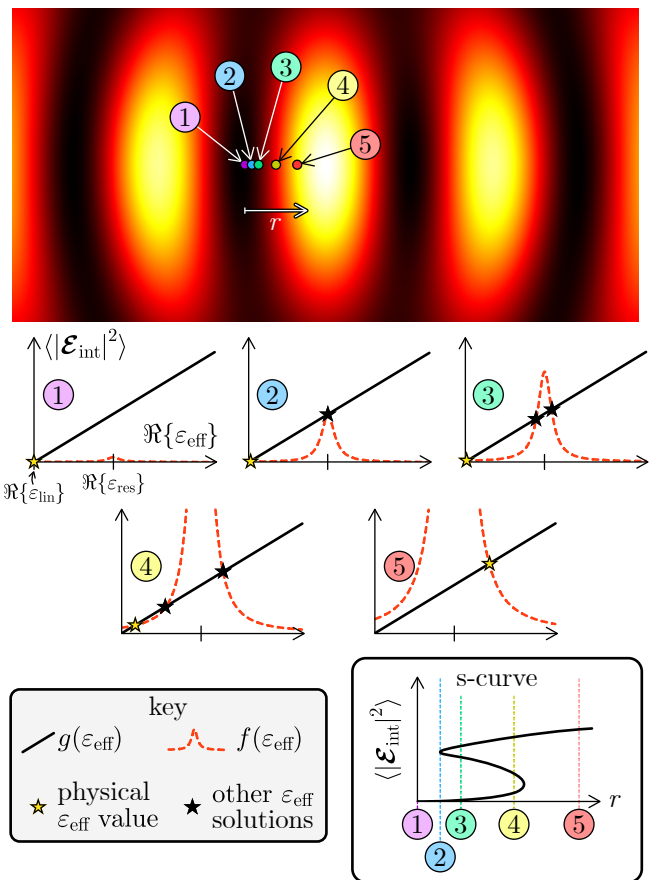 1
2
3
4
5
r
⟨|𝓔int|²⟩
1
ℜ{εeff}
ℜ{εlin}
ℜ{εres}
2
3
4
5
key
g(εeff)
f(εeff)
physical
εeff value
other εeff
solutions
s-curve
⟨|𝓔int|²⟩
r
1
2
3
4
5